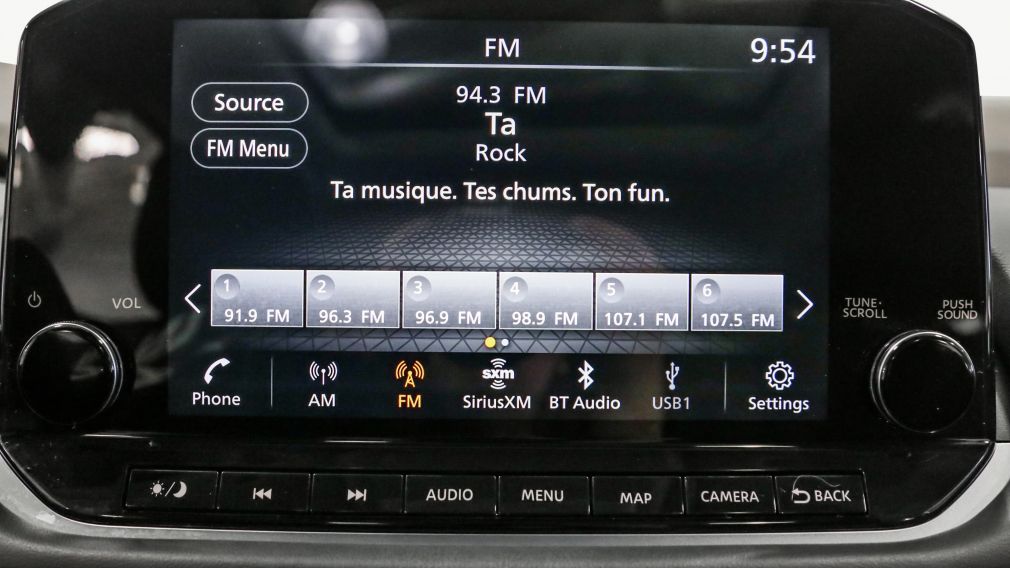 FM 9:54
Source
94.3 FM
Ta
FM Menu
Rock
Ta musique. Tes chums. Ton fun.
1 2 3 4 5 6
91.9 FM 96.3 FM 96.9 FM 98.9 FM 107.1 FM 107.5 FM
VOL
TUNE·
SCROLL
PUSH
SOUND
sxm
Phone AM FM SiriusXM BT Audio USB1 Settings
AUDIO MENU MAP CAMERA BACK